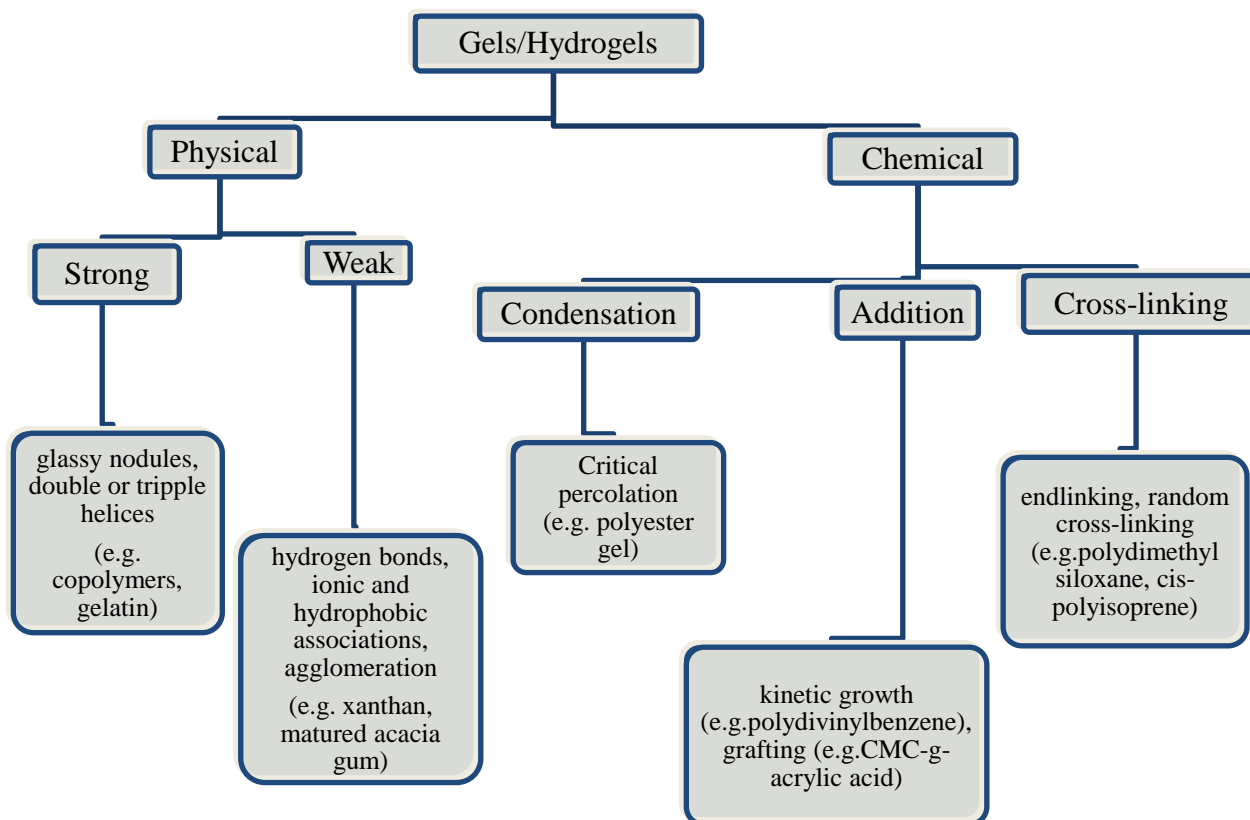 Gels/Hydrogels
Physical
Chemical
Strong
Weak
Condensation
Addition
Cross-linking
glassy nodules,
double or tripple
helices
(e.g.
copolymers,
gelatin)
hydrogen bonds,
ionic and
hydrophobic
associations,
agglomeration
(e.g. xanthan,
matured acacia
gum)
Critical
percolation
(e.g. polyester
gel)
kinetic growth
(e.g.polydivinylbenzene),
grafting (e.g.CMC-g-
acrylic acid)
endlinking, random
cross-linking
(e.g.polydimethyl
siloxane, cis-
polyisoprene)